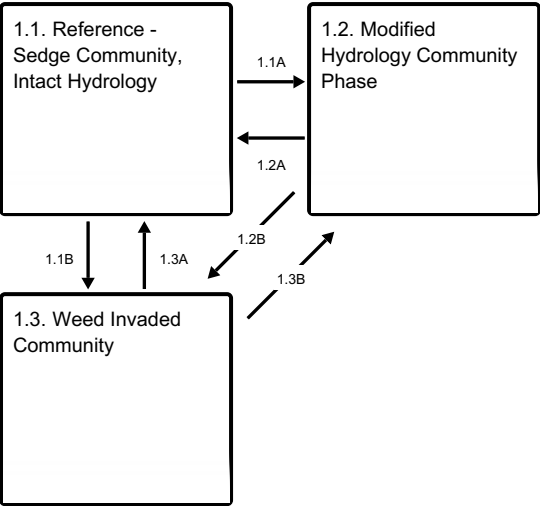 1.1. Reference -
Sedge Community,
Intact Hydrology
1.1A
1.2. Modified
Hydrology Community
Phase
1.2A
1.2B
1.1B
1.3A
1.3B
1.3. Weed Invaded
Community